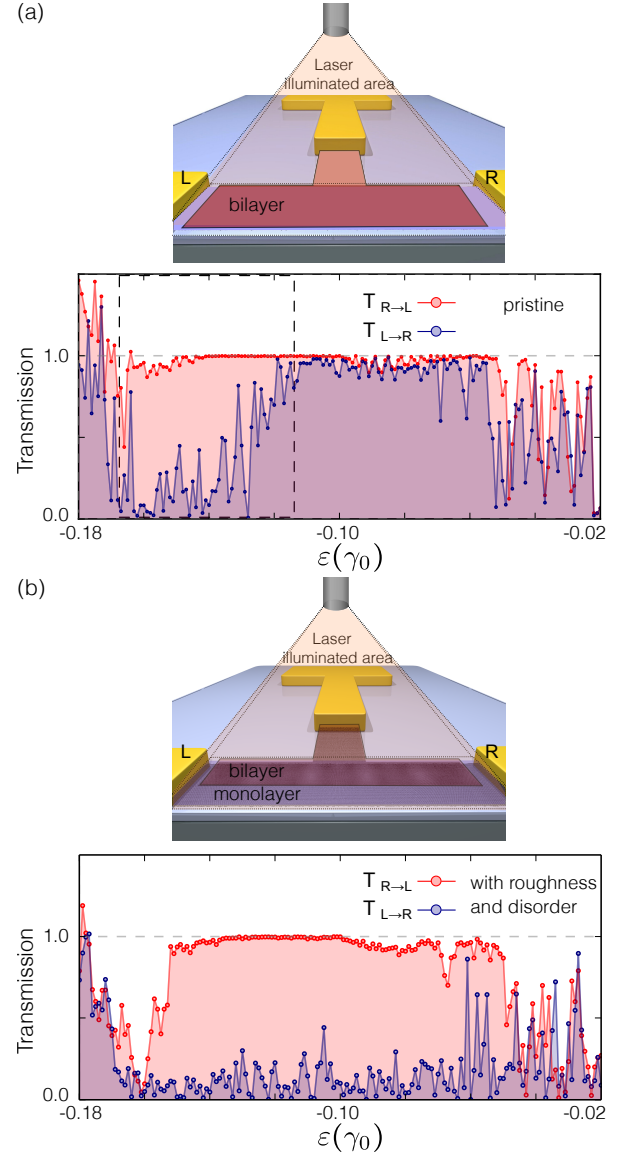 (a)
Laser
illuminated area
L
R
bilayer
T R→L
pristine
T L→R
1.0
0.0
Transmission
-0.18
-0.10
-0.02
ε(γ0)
(b)
Laser
illuminated area
L
R
bilayer
monolayer
T R→L
with roughness
T L→R
and disorder
1.0
0.0
Transmission
-0.18
-0.10
-0.02
ε(γ0)